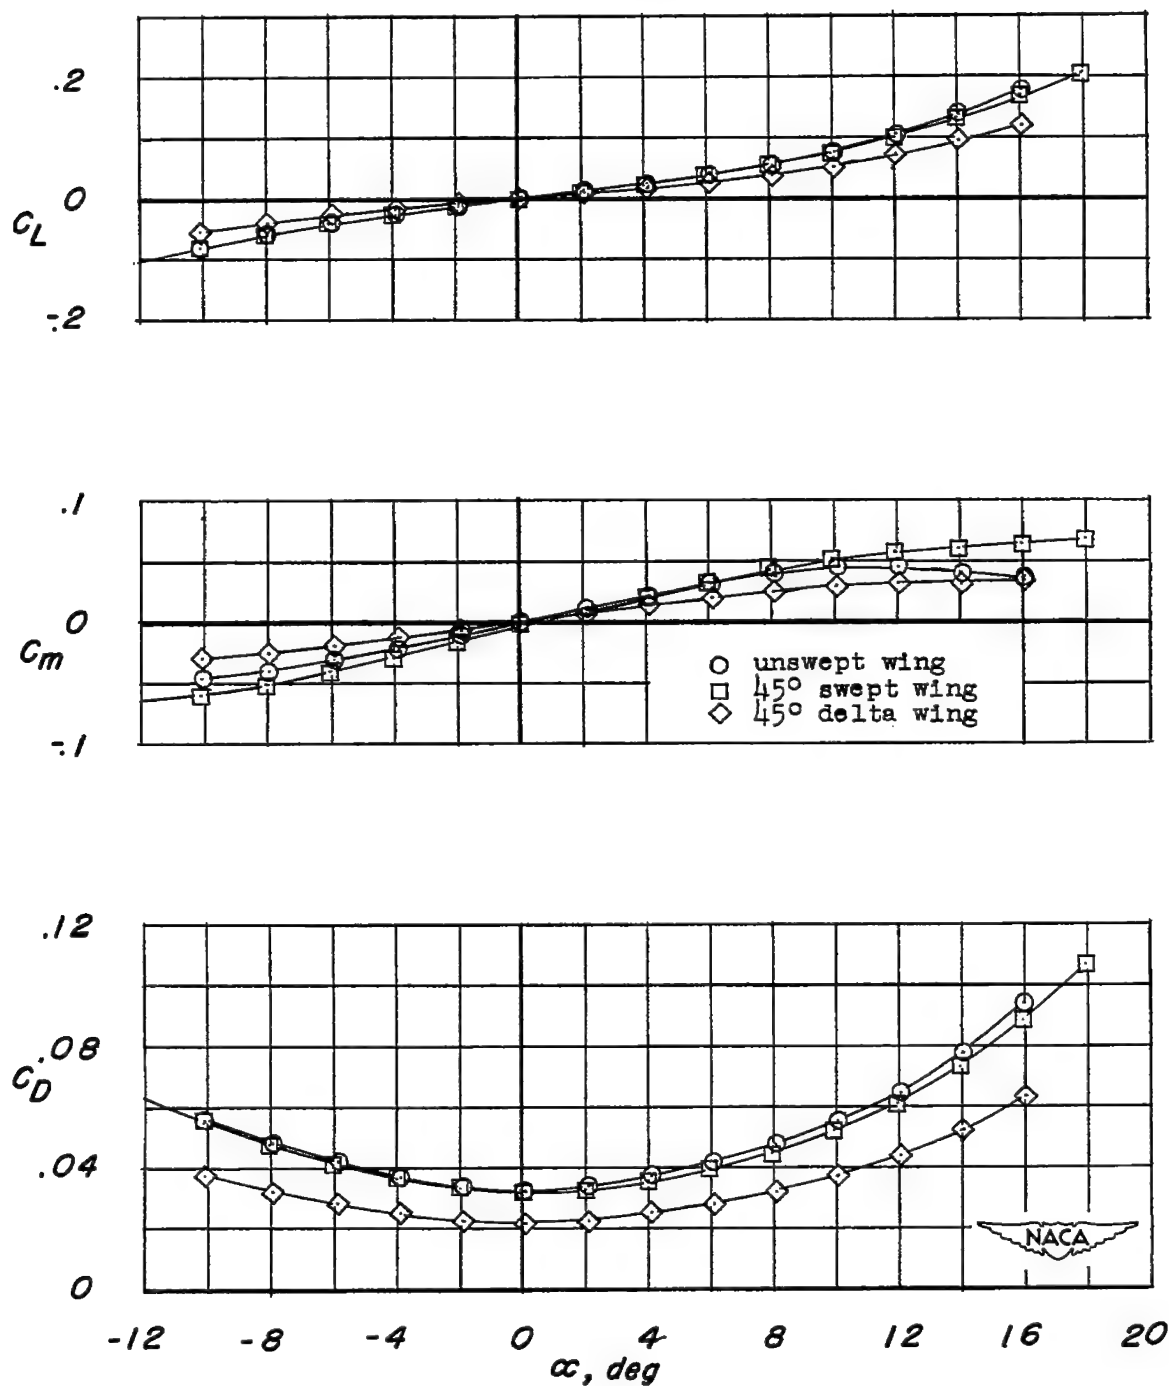 .2
0
C_L
-.2
.1
0
C_m
-.1
○ unswept wing
□ 45° swept wing
◇ 45° delta wing
.12
.08
C_D
.04
0
NACA
-12 -8 -4 0 4 8 12 16 20
∝, deg